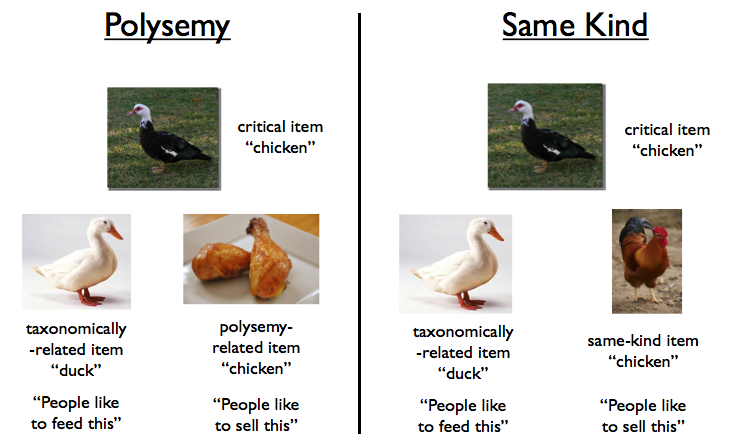 Polysemy
critical item
“chicken”
taxonomically
-related item
“duck”
“People like
to feed this”
polysemy-
related item
“chicken”
“People like
to sell this”
Same Kind
critical item
“chicken”
taxonomically
-related item
“duck”
“People like
to feed this”
same-kind item
“chicken”
“People like
to sell this”